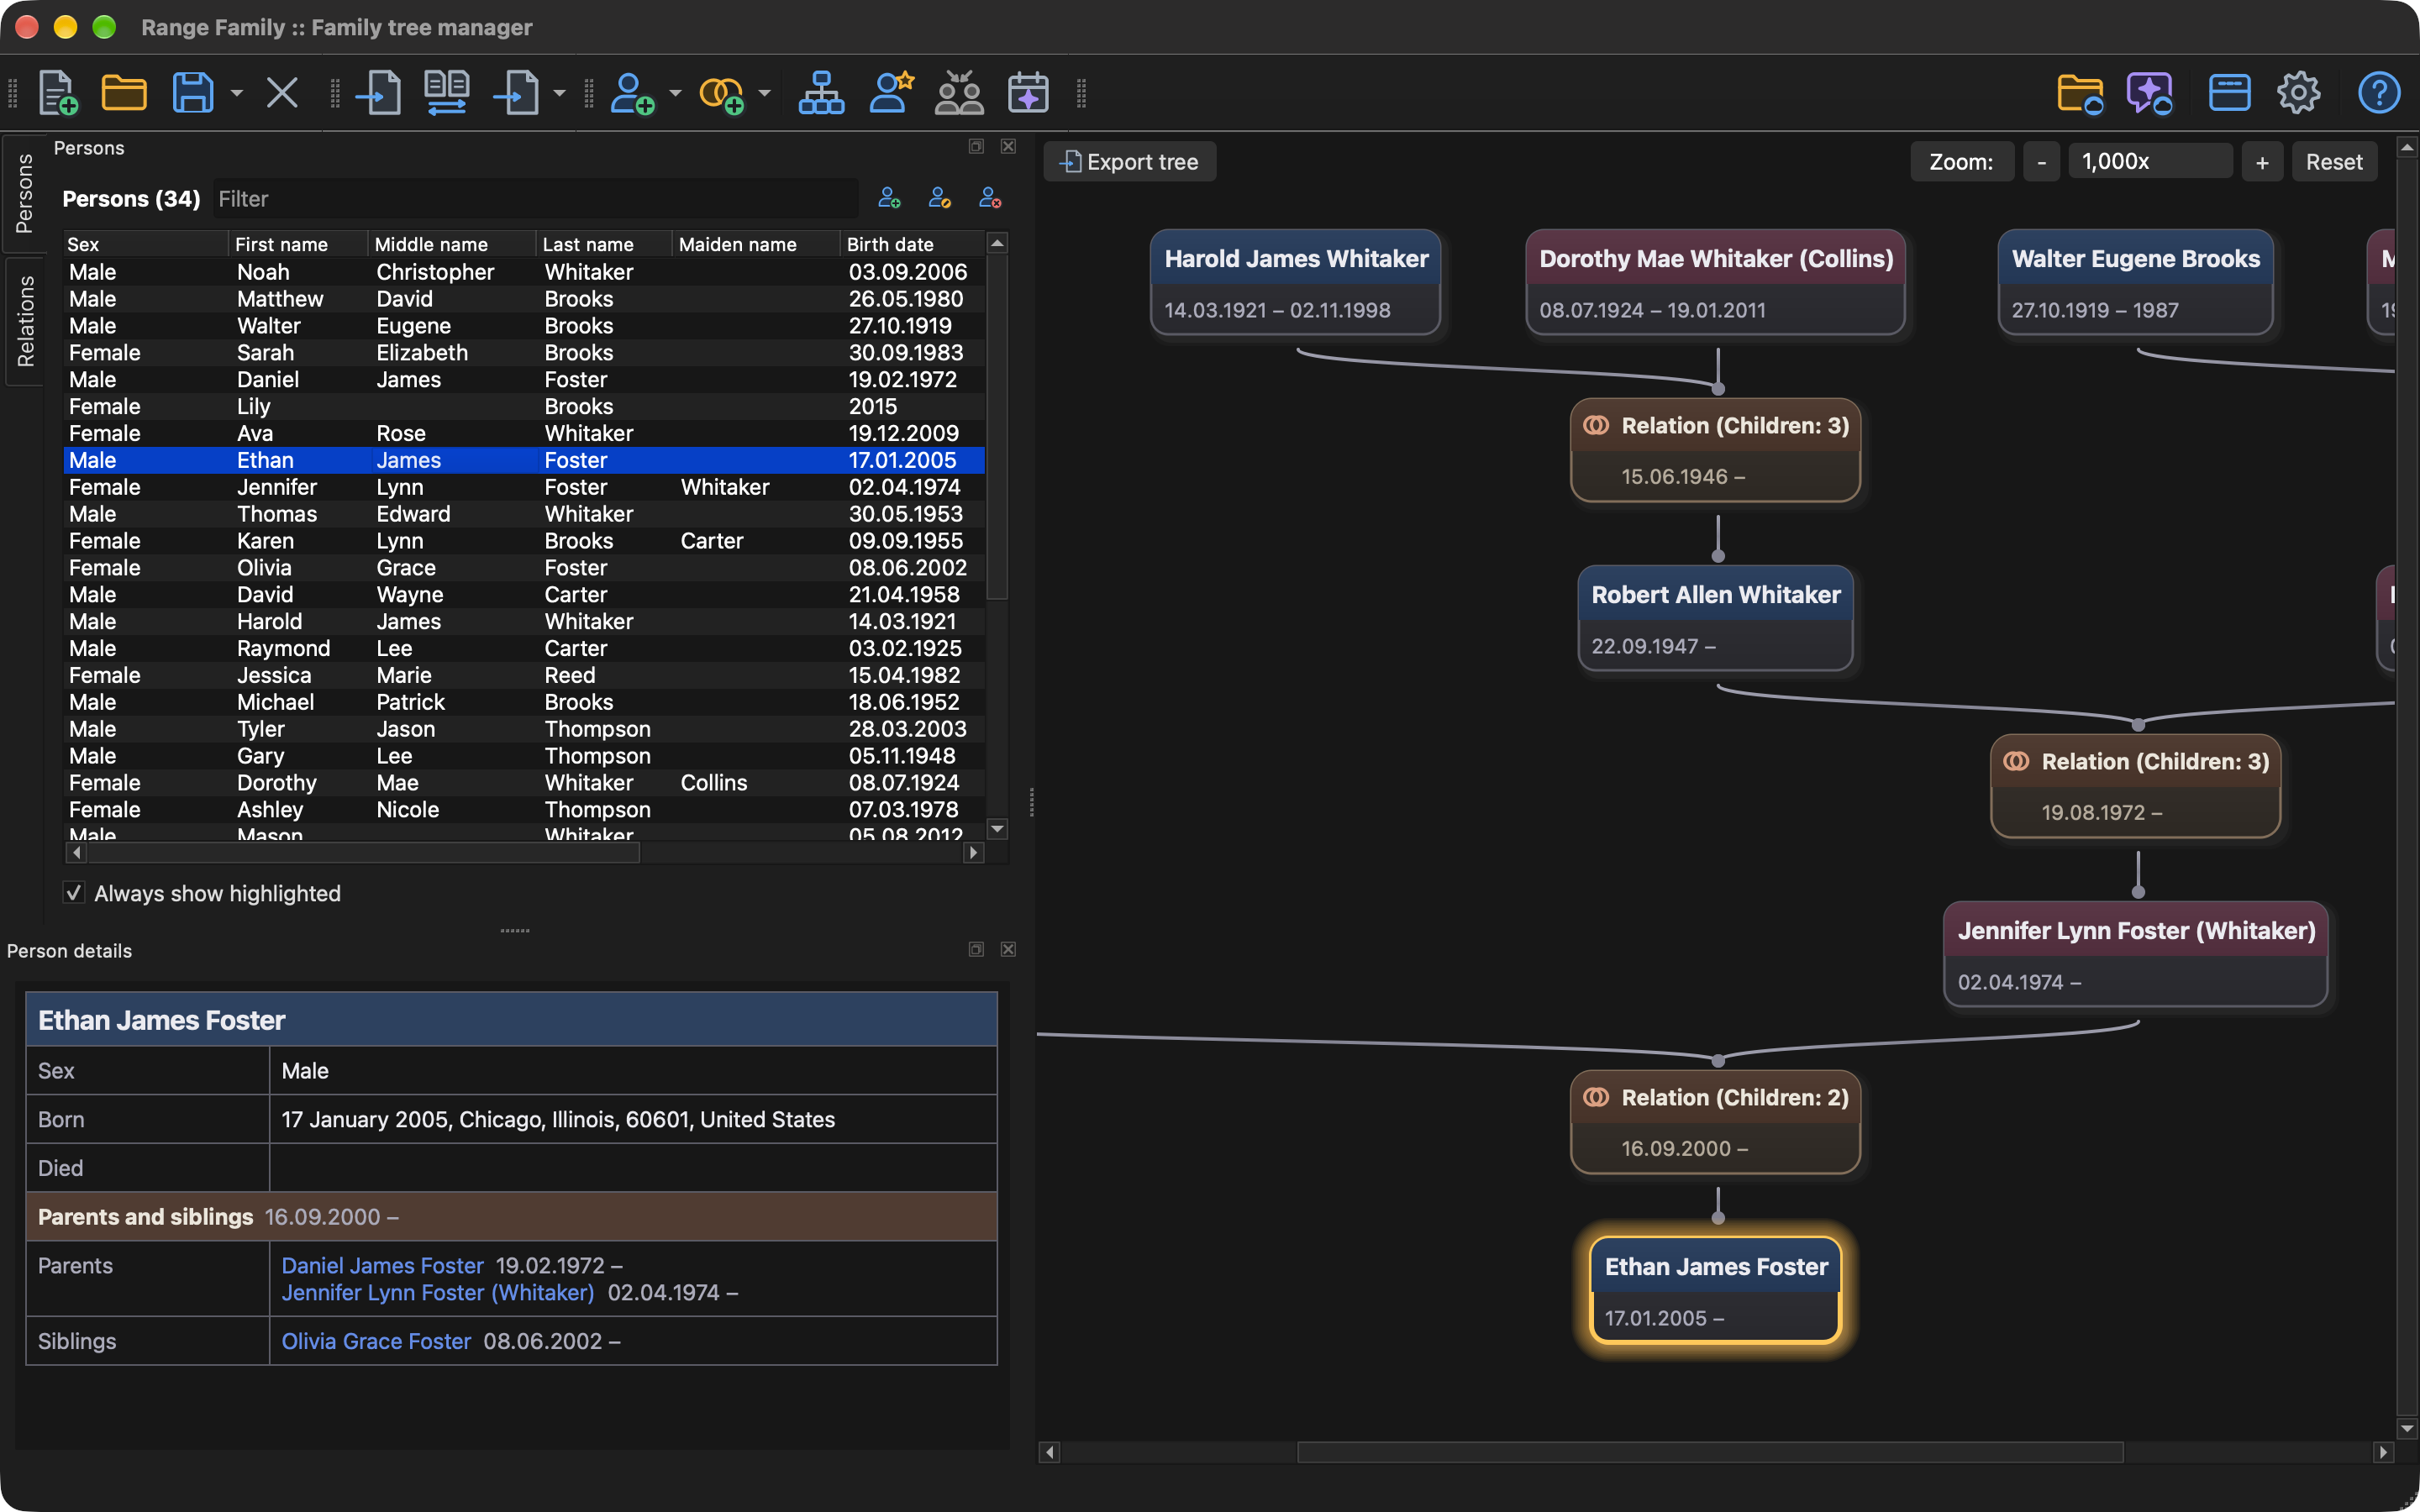 Range Family :: Family tree manager
Persons
Relations
Persons
Persons (34) Filter
Sex First name Middle name Last name Maiden name Birth date
Male Noah Christopher Whitaker 03.09.2006
Male Matthew David Brooks 26.05.1980
Male Walter Eugene Brooks 27.10.1919
Female Sarah Elizabeth Brooks 30.09.1983
Male Daniel James Foster 19.02.1972
Female Lily Brooks 2015
Female Ava Rose Whitaker 19.12.2009
Male Ethan James Foster 17.01.2005
Female Jennifer Lynn Foster Whitaker 02.04.1974
Male Thomas Edward Whitaker 30.05.1953
Female Karen Lynn Brooks Carter 09.09.1955
Female Olivia Grace Foster 08.06.2002
Male David Wayne Carter 21.04.1958
Male Harold James Whitaker 14.03.1921
Male Raymond Lee Carter 03.02.1925
Female Jessica Marie Reed 15.04.1982
Male Michael Patrick Brooks 18.06.1952
Male Tyler Jason Thompson 28.03.2003
Male Gary Lee Thompson 05.11.1948
Female Dorothy Mae Whitaker Collins 08.07.1924
Female Ashley Nicole Thompson 07.03.1978
Male Mason Whitaker 05.08.2012
Always show highlighted
Person details
Ethan James Foster
Sex Male
Born 17 January 2005, Chicago, Illinois, 60601, United States
Died
Parents and siblings 16.09.2000 –
Parents Daniel James Foster 19.02.1972 –
Jennifer Lynn Foster (Whitaker) 02.04.1974 –
Siblings Olivia Grace Foster 08.06.2002 –
Export tree
Zoom: - 1,000x + Reset
Harold James Whitaker
14.03.1921 – 02.11.1998
Dorothy Mae Whitaker (Collins)
08.07.1924 – 19.01.2011
Walter Eugene Brooks
27.10.1919 – 1987
Relation (Children: 3)
15.06.1946 –
Robert Allen Whitaker
22.09.1947 –
Relation (Children: 3)
19.08.1972 –
Jennifer Lynn Foster (Whitaker)
02.04.1974 –
Relation (Children: 2)
16.09.2000 –
Ethan James Foster
17.01.2005 –